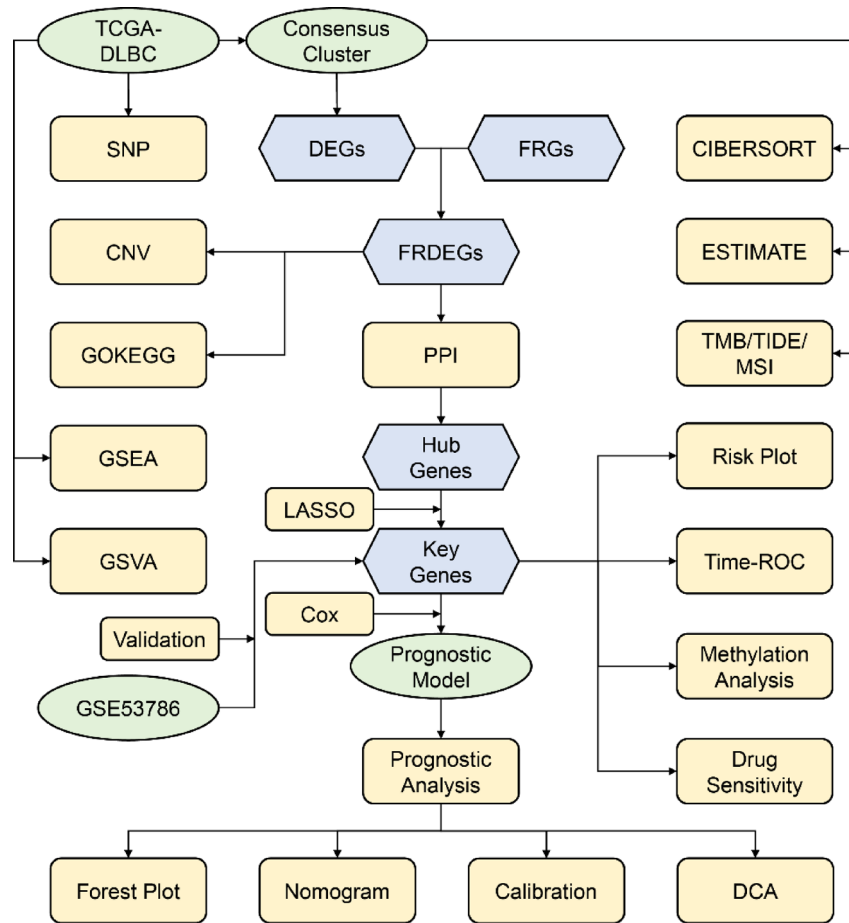 TCGA-
DLBC
Consensus
Cluster
SNP
DEGs
FRGs
CIBERSORT
CNV
FRDEGs
ESTIMATE
GOKEGG
PPI
TMB/TIDE/
MSI
GSEA
Hub
Genes
Risk Plot
LASSO
GSVA
Key
Genes
Time-ROC
Cox
Validation
Prognostic
Model
Methylation
Analysis
GSE53786
Prognostic
Analysis
Drug
Sensitivity
Forest Plot
Nomogram
Calibration
DCA